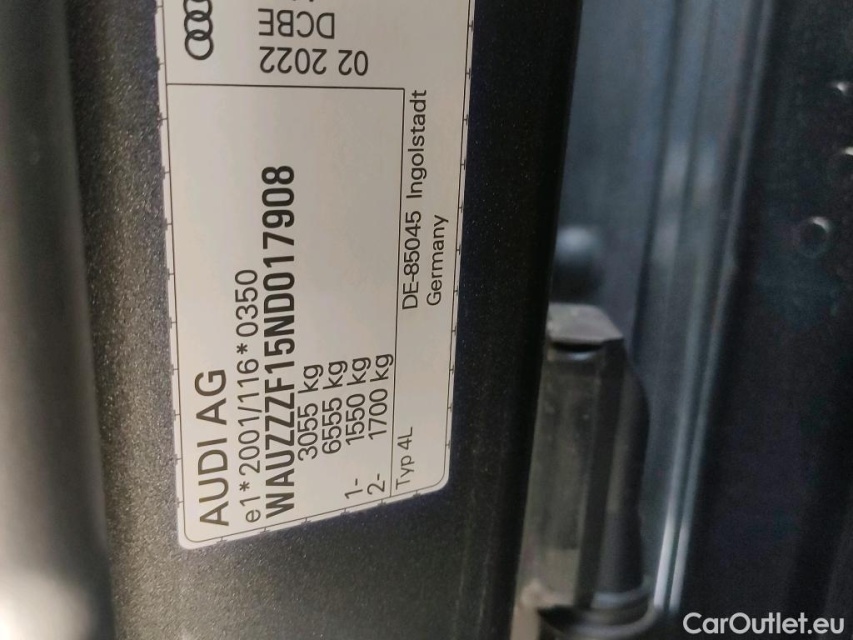 AUDI AG
e1*2001/116*0350
WAUZZZF15ND017908
3055 kg
6555 kg
1- 1550 kg
2- 1700 kg
Typ 4L
DE-85045 Ingolstadt
Germany
02 2022
DCBE
CarOutlet.eu